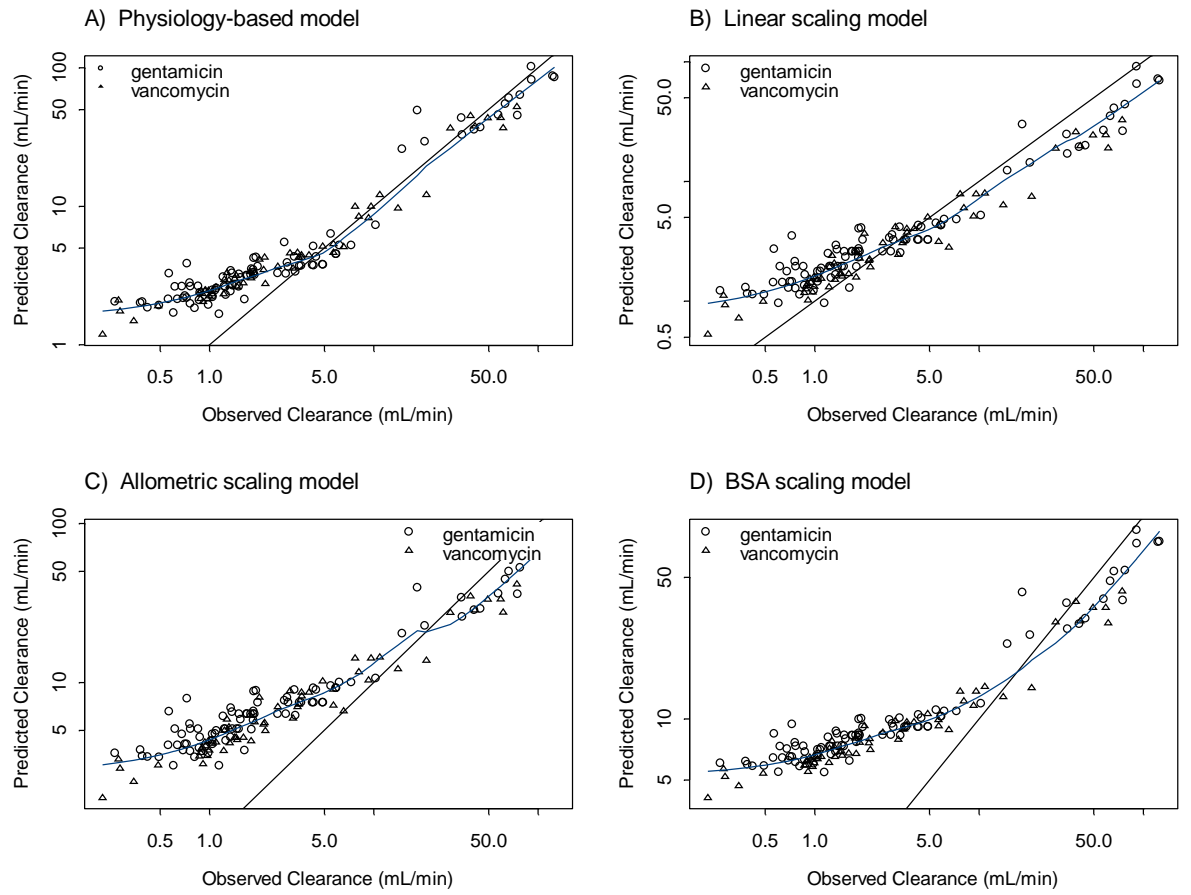 A) Physiology-based model
gentamicin
vancomycin
100
50
10
5
1
Predicted Clearance (mL/min)
0.5 1.0 5.0 50.0
Observed Clearance (mL/min)
B) Linear scaling model
gentamicin
vancomycin
50.0
5.0
0.5
Predicted Clearance (mL/min)
0.5 1.0 5.0 50.0
Observed Clearance (mL/min)
C) Allometric scaling model
gentamicin
vancomycin
100
50
10
5
Predicted Clearance (mL/min)
0.5 1.0 5.0 50.0
Observed Clearance (mL/min)
D) BSA scaling model
gentamicin
vancomycin
50
10
5
Predicted Clearance (mL/min)
0.5 1.0 5.0 50.0
Observed Clearance (mL/min)